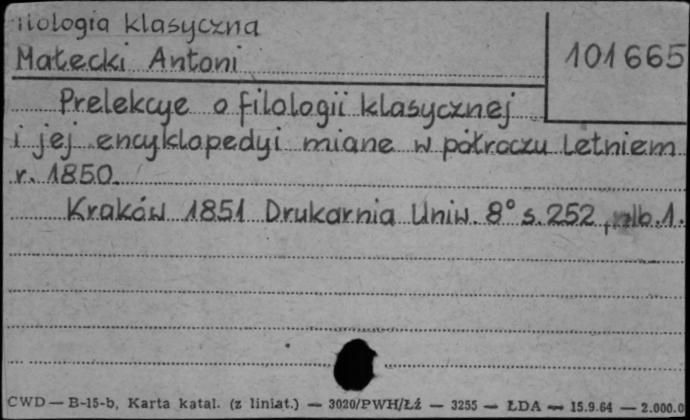 filologia klasyczna
Małecki Antoni
101665
Prelekcye o filologii klasycznej
i jej encyklopedyi miane w półroczu letniem
r. 1850.
Kraków 1851 Drukarnia Uniw. 8° s. 252, nlb. 1.
CWD — B-15-b, Karta katal. (z liniat.) — 3020/PWH/Łź — 3255 — ŁDA — 15.9.64 — 2.000.0